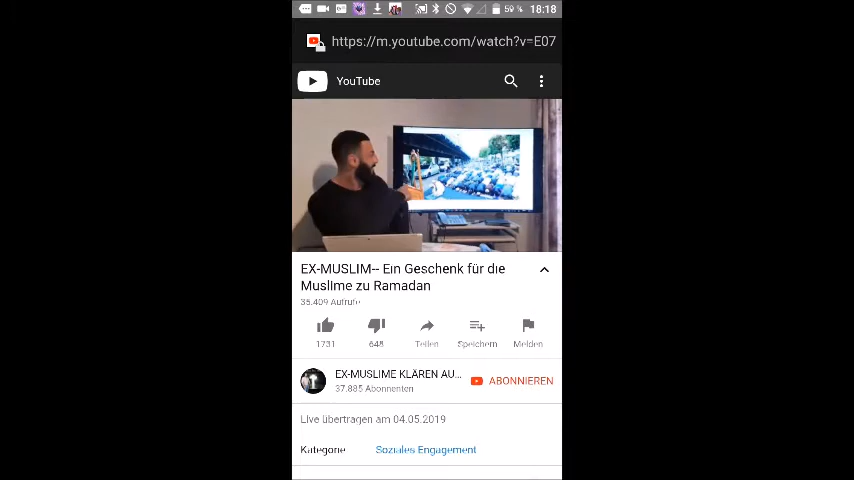 59 % 18:18
https://m.youtube.com/watch?v=E07
YouTube
EX-MUSLIM-- Ein Geschenk für die
Muslime zu Ramadan
35.409 Aufrufe
1731 648 Teilen Speichern Melden
EX-MUSLIME KLÄREN AU...
ABONNIEREN
37.885 Abonnenten
Live übertragen am 04.05.2019
Kategorie Soziales Engagement